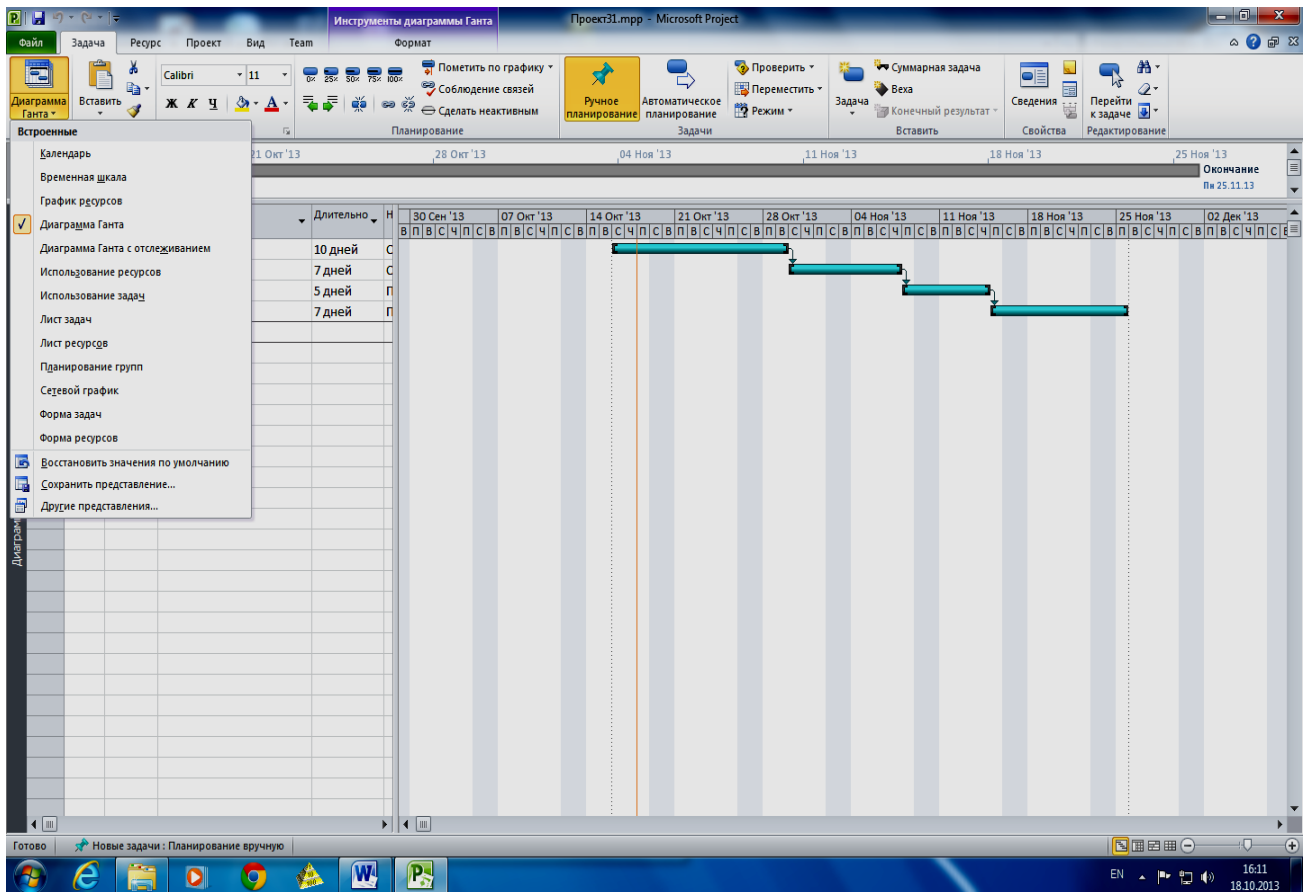 Инструменты диаграммы Ганта
Проект31.mpp - Microsoft Project
Файл Задача Ресурс Проект Вид Team Формат
Диаграмма Ганта
Вставить
Calibri 11
Ж К Ч
0× 25× 50× 75× 100×
Пометить по графику
Соблюдение связей
Сделать неактивным
Планирование
Ручное планирование
Автоматическое планирование
Проверить
Переместить
Режим
Задачи
Задача
Суммарная задача
Веха
Конечный результат
Вставить
Сведения
Свойства
Перейти к задаче
Редактирование
Встроенные
Календарь
Временная шкала
График ресурсов
Диаграмма Ганта
Диаграмма Ганта с отслеживанием
Использование ресурсов
Использование задач
Лист задач
Лист ресурсов
Планирование групп
Сетевой график
Форма задач
Форма ресурсов
Восстановить значения по умолчанию
Сохранить представление...
Другие представления...
21 Окт '13 28 Окт '13 04 Ноя '13 11 Ноя '13 18 Ноя '13 25 Ноя '13
Окончание
Пн 25.11.13
Длительно Н
30 Сен '13 07 Окт '13 14 Окт '13 21 Окт '13 28 Окт '13 04 Ноя '13 11 Ноя '13 18 Ноя '13 25 Ноя '13 02 Дек '13
В П В С Ч П С В П В С Ч П С В П В С Ч П С В П В С Ч П С В П В С Ч П С В П В С Ч П С В П В С Ч П С В П В С Ч П С В П В С Ч П С В П В С Ч П С
10 дней
7 дней
5 дней
7 дней
Готово
Новые задачи : Планирование вручную
EN
16:11
18.10.2013